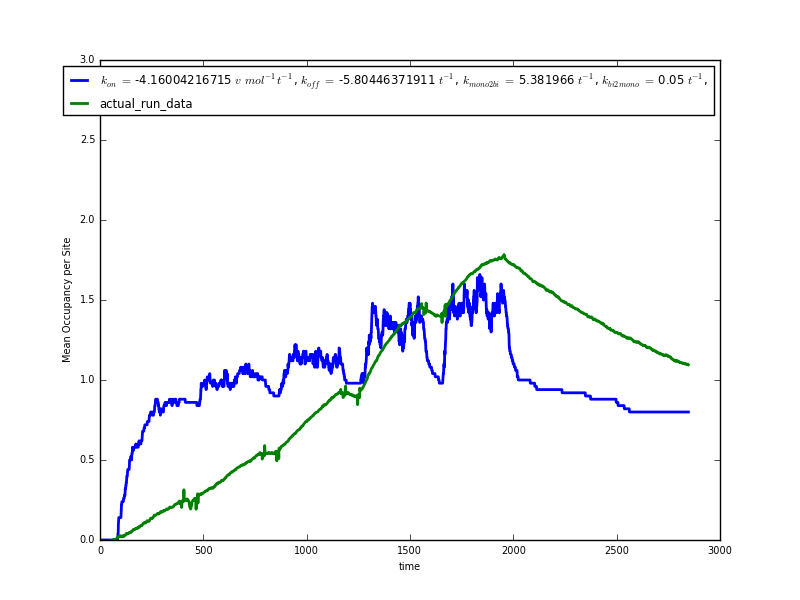 3.0
k_on = -4.16004216715 v mol⁻¹t⁻¹, k_off = -5.80446371911 t⁻¹, k_mono2bi = 5.381966 t⁻¹, k_bi2mono = 0.05 t⁻¹,
actual_run_data
2.5
2.0
Mean Occupancy per Site
1.5
1.0
0.5
0.0
0 500 1000 1500 2000 2500 3000
time